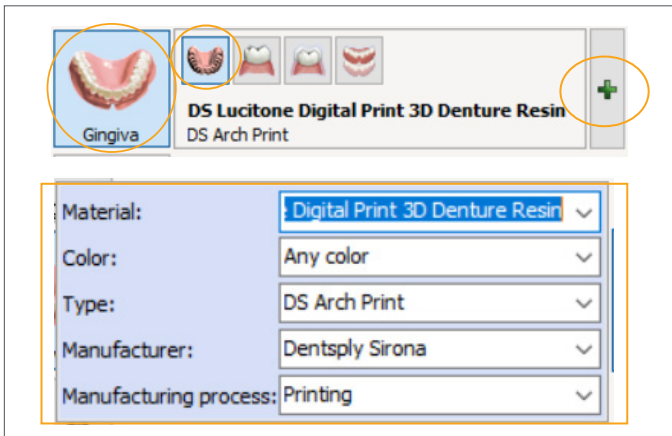 DS Lucitone Digital Print 3D Denture Resin
Gingiva
DS Arch Print
Material:
Digital Print 3D Denture Resin
Color:
Any color
Type:
DS Arch Print
Manufacturer:
Dentsply Sirona
Manufacturing process:
Printing